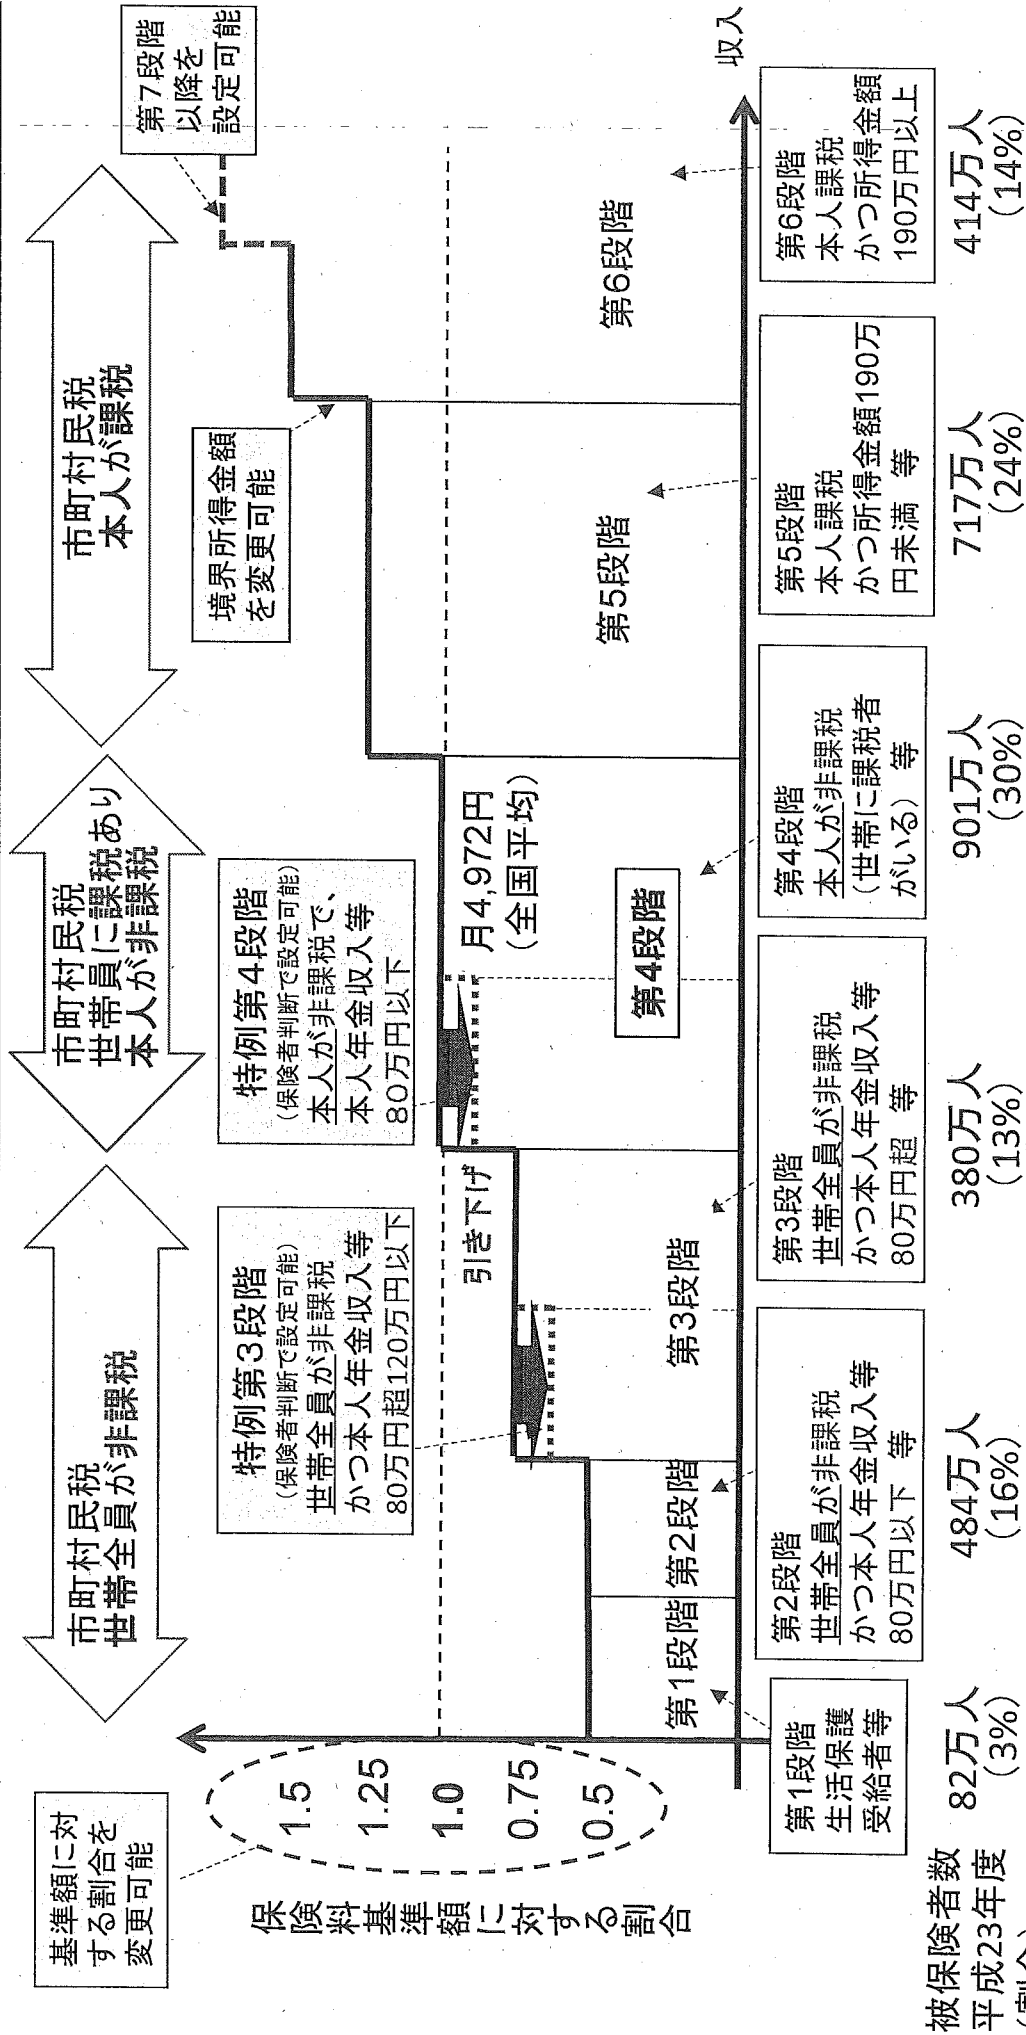 市町村民税
世帯全員が非課税
市町村民税
世帯員に課税あり
本人が非課税
市町村民税
本人が課税
基準額に対
する割合を
変更可能
特例第3段階
(保険者判断で設定可能)
世帯全員が非課税
かつ本人年金収入等
80万円超120万円以下
特例第4段階
(保険者判断で設定可能)
本人が非課税で、
本人年金収入等
80万円以下
境界所得金額
を変更可能
第7段階
以降を
設定可能
保険料基準額に対する割合
1.5
1.25
1.0
0.75
0.5
引き下げ
月4,972円
(全国平均)
第1段階
第2段階
第3段階
第4段階
第5段階
第6段階
収入
第1段階
生活保護
受給者等
第2段階
世帯全員が非課税
かつ本人年金収入等
80万円以下 等
第3段階
世帯全員が非課税
かつ本人年金収入等
80万円超 等
第4段階
本人が非課税
(世帯に課税者
がいる) 等
第5段階
本人課税
かつ所得金額190万
円未満 等
第6段階
本人課税
かつ所得金額
190万円以上
被保険者数
平成23年度
82万人
(3%)
484万人
(16%)
380万人
(13%)
901万人
(30%)
717万人
(24%)
414万人
(14%)